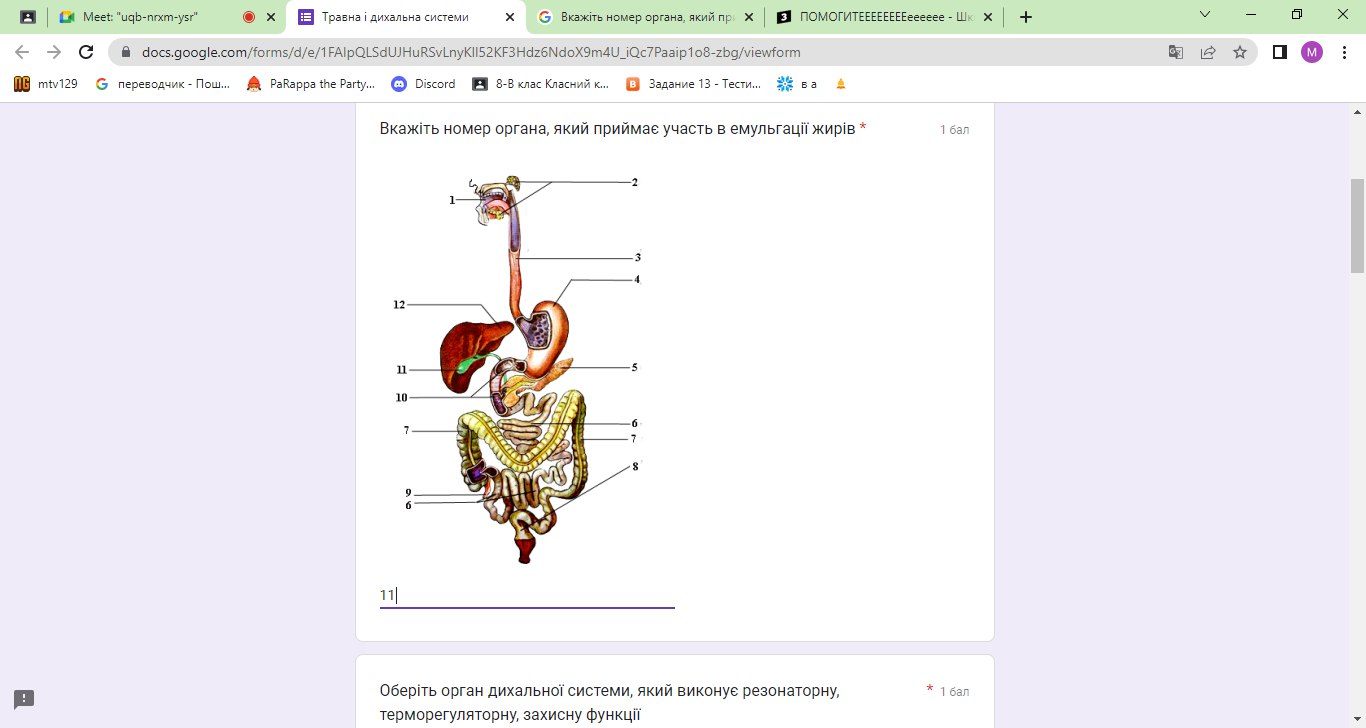 Meet: "uqb-nrxm-ysr"
Травна і дихальна системи
Вкажіть номер органа, який при
ПОМОГИТЕЕЕЕЕЕЕЕееееее - Шк
docs.google.com/forms/d/e/1FAIpQLSdUJHuRSvLnyKlI52KF3Hdz6NdoX9m4U_iQc7Paaip1o8-zbg/viewform
M
mtv129
переводчик - Пош...
PaRappa the Party...
Discord
8-В клас Класний к...
Задание 13 - Тести...
в а
Вкажіть номер органа, який приймає участь в емульгації жирів *
1 бал
2
1
3
4
12
11
5
10
6
7
7
8
9
6
11
Оберіть орган дихальної системи, який виконує резонаторну,
терморегуляторну, захисну функції
* 1 бал